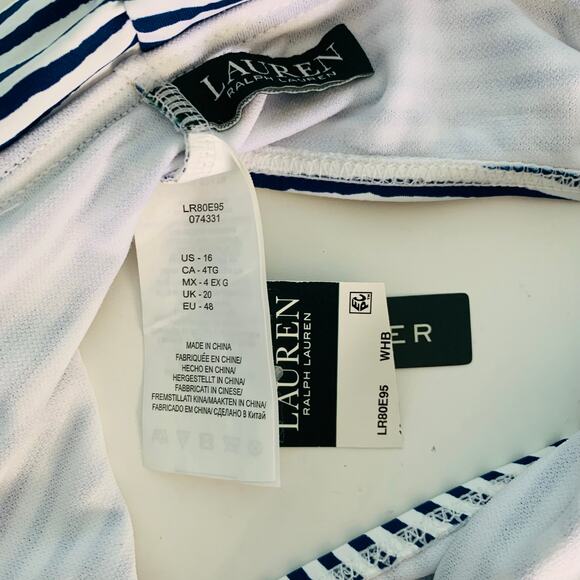 LAUREN
RALPH LAUREN
LR80E95
074331
US - 16
CA - 4TG
MX - 4 EX G
UK - 20
EU - 48
MADE IN CHINA
FABRIQUÉE EN CHINE/
HECHO EN CHINA/
HERGESTELLT IN CHINA/
FABBRICATI IN CINESE/
FREMSTILLATI KINA/MAAKTEN IN CHINA/
FABRICADO EM CHINA/СДЕЛАНО В Китай
LAUREN
RALPH LAUREN
LR80E95 WHB
ER